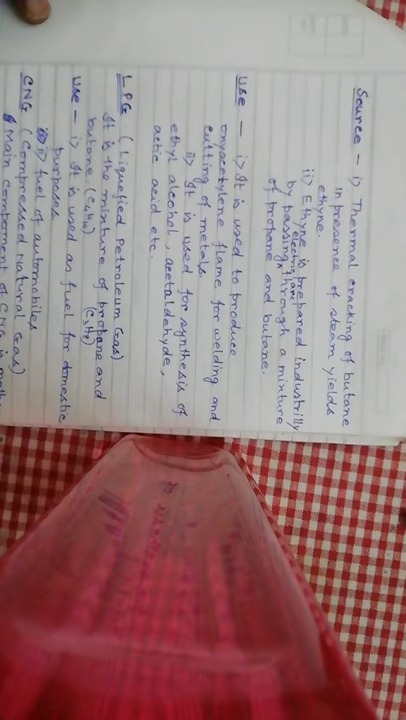 Source - i) Thermal cracking of butane
in presence of steam yields
ethyne.
ii) Ethyne is prepared industrilly
by passing electric arc through a mixture
of propane and butane.
Use - i) It is used to produce
oxyacetylene flame for welding and
cutting of metals.
ii) It is used for synthesis of
ethyl alcohol, acetaldehyde,
actic acid etc.
LPG (Liquefied Petroleum Gas)
It is the mixture of propane and (C3H8)
butane (C4H10)
Use - i) It is used as fuel for domestic
purposes
ii) fuel of automobiles
CNG (Compressed Natural Gas)
Main component of CNG is